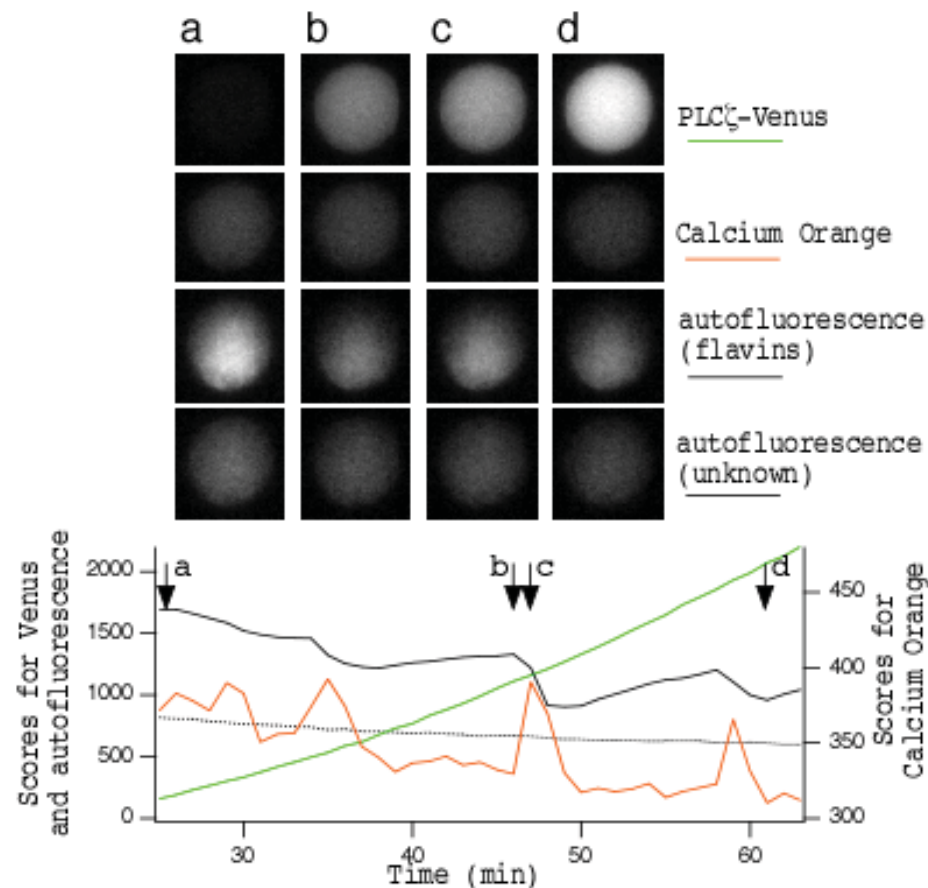 a b c d
PLCζ-Venus
Calcium Orange
autofluorescence
(flavins)
autofluorescence
(unknown)
Scores for Venus
and autofluorescence
2000
1500
1000
500
0
a b c d
450
400
350
300
Scores for
Calcium Orange
30 40 50 60
Time (min)